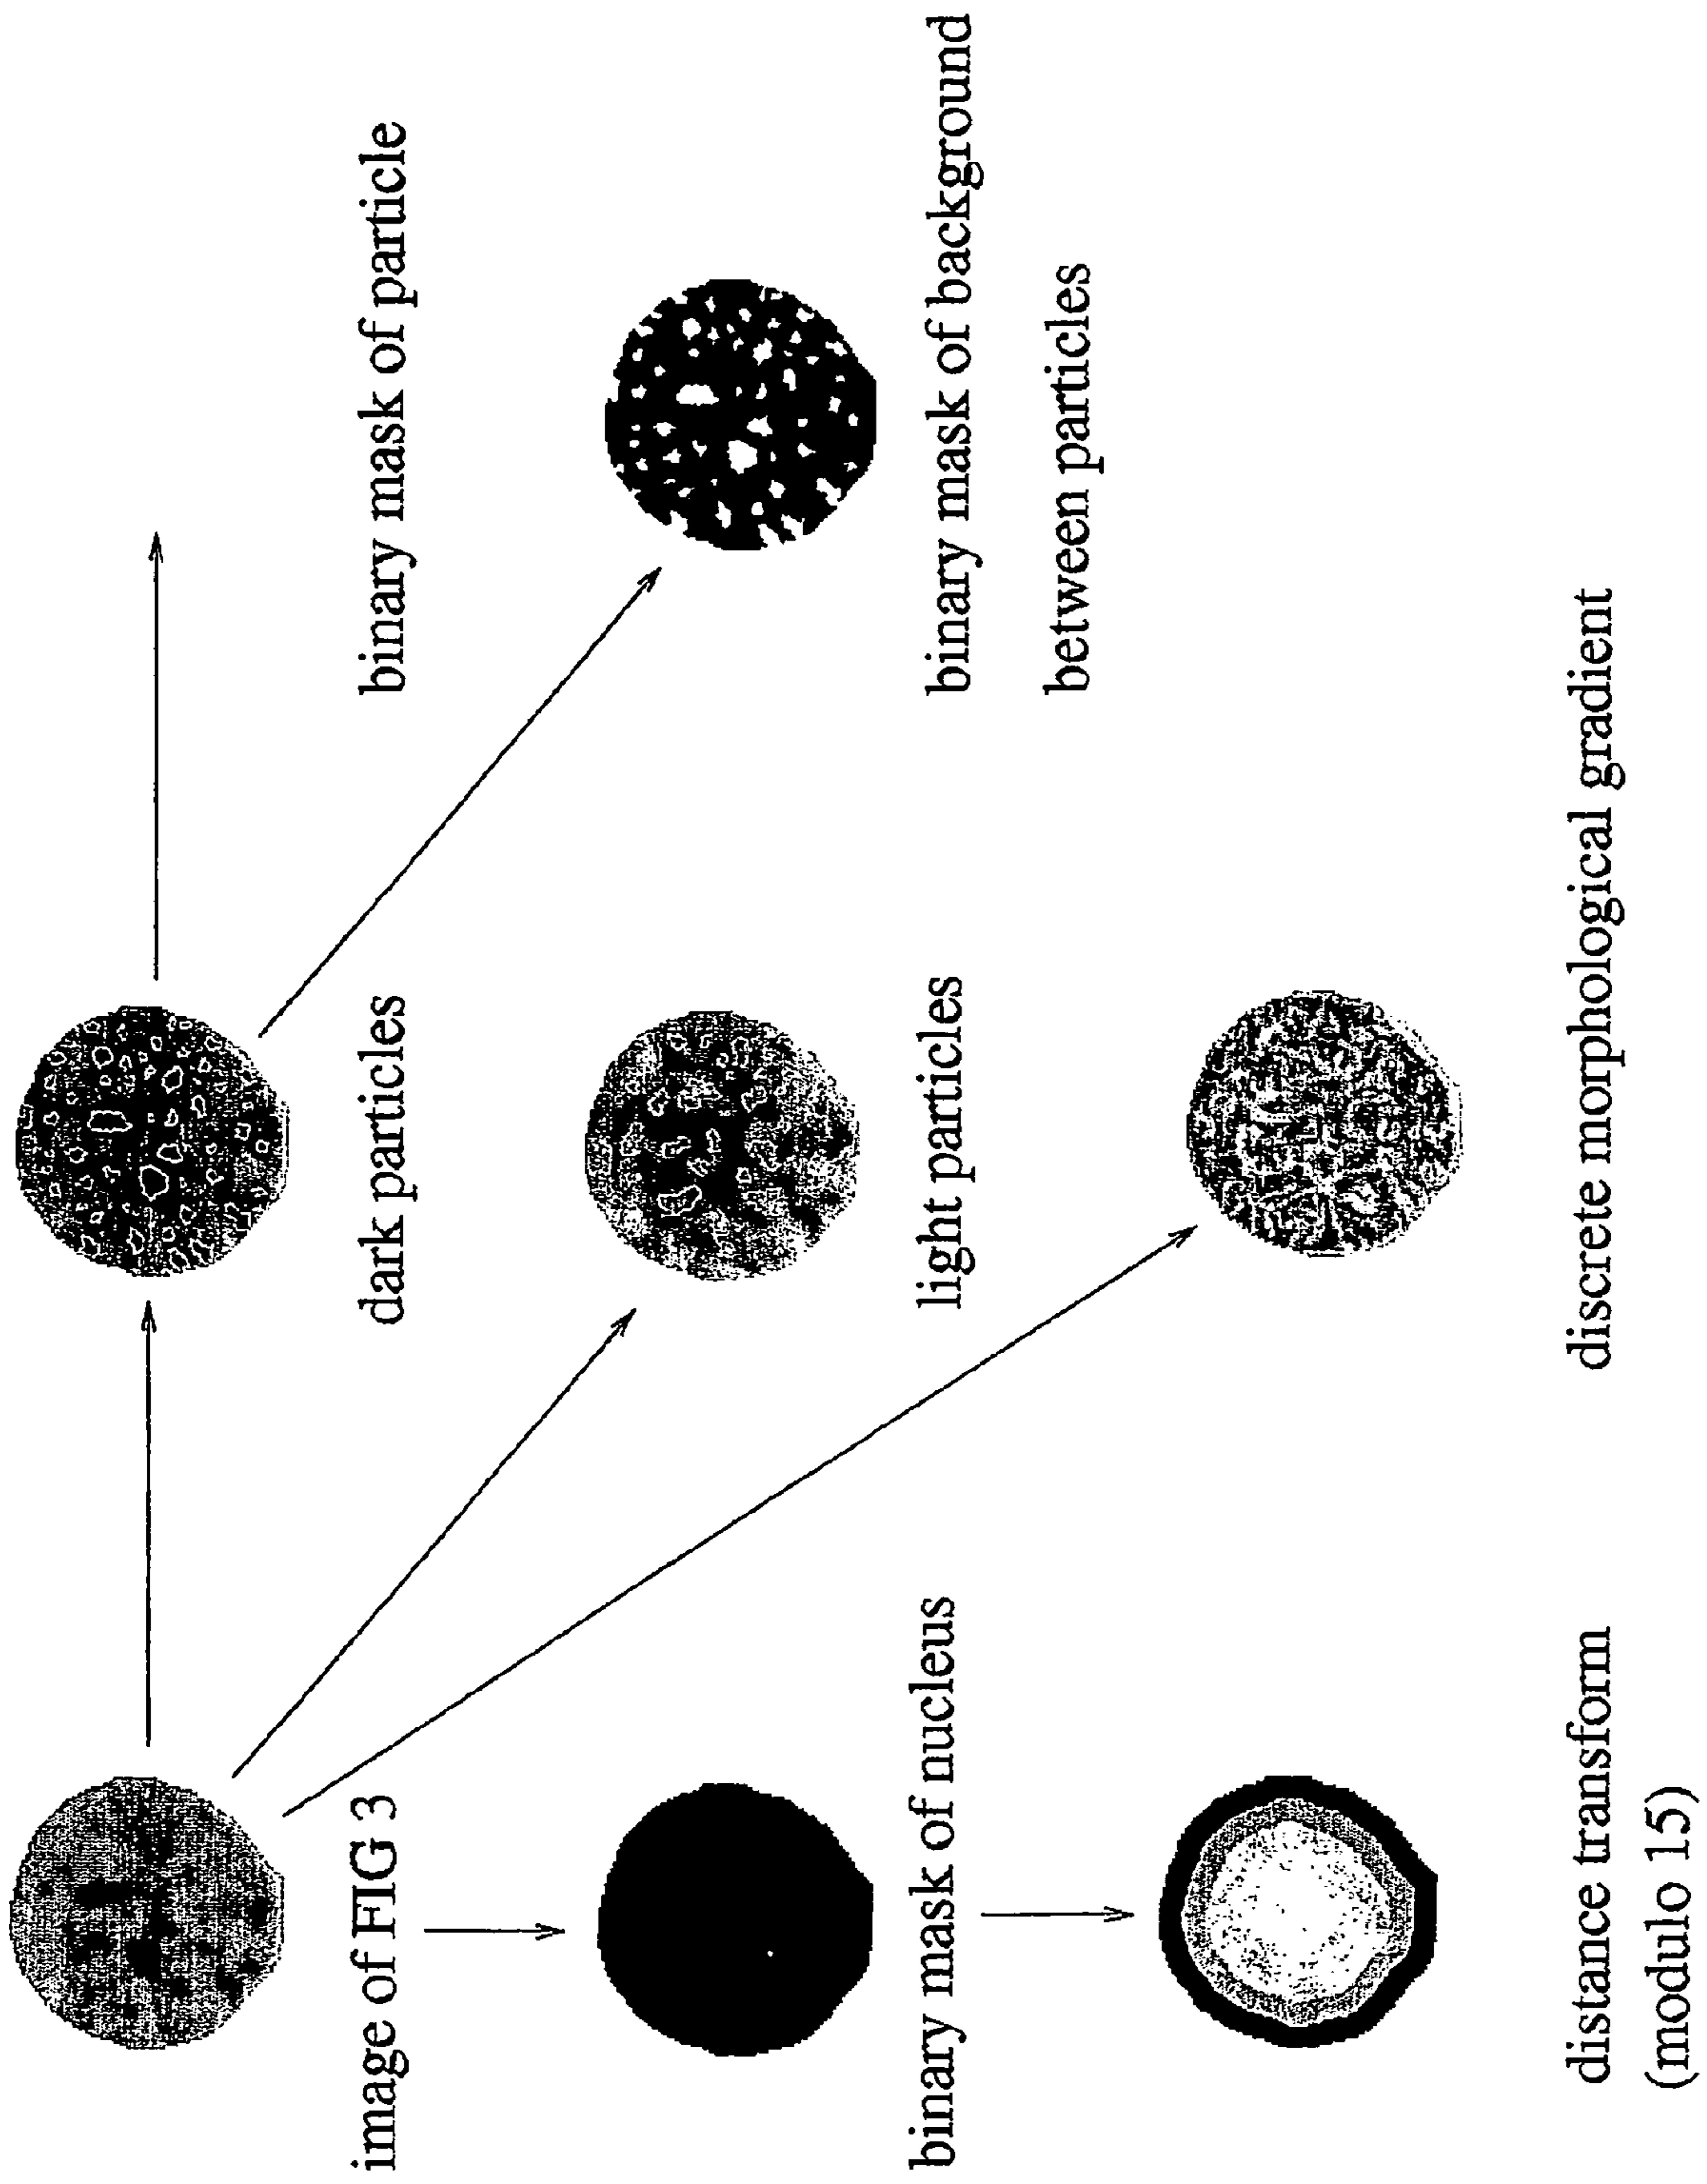 image of FIG 3
dark particles
binary mask of particle
binary mask of nucleus
light particles
binary mask of background
between particles
distance transform
(modulo 15)
discrete morphological gradient